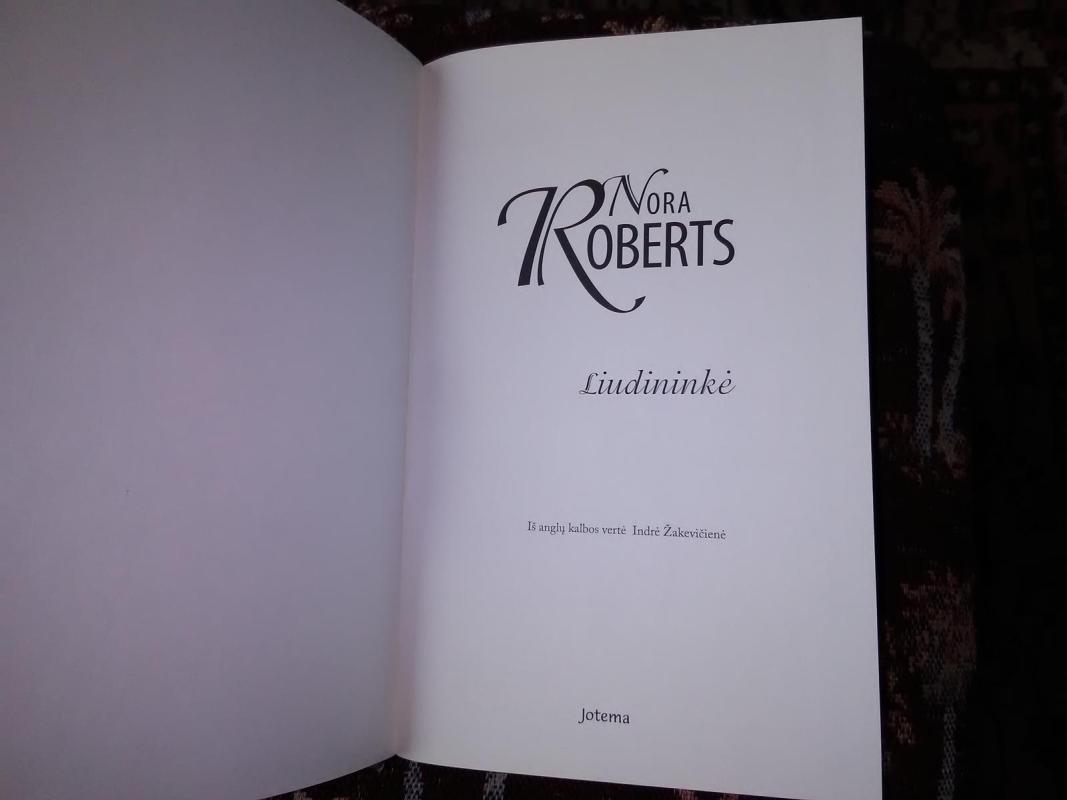 Nora
Roberts
Liudininkė
Iš anglų kalbos vertė Indrė Žakevičienė
Jotema